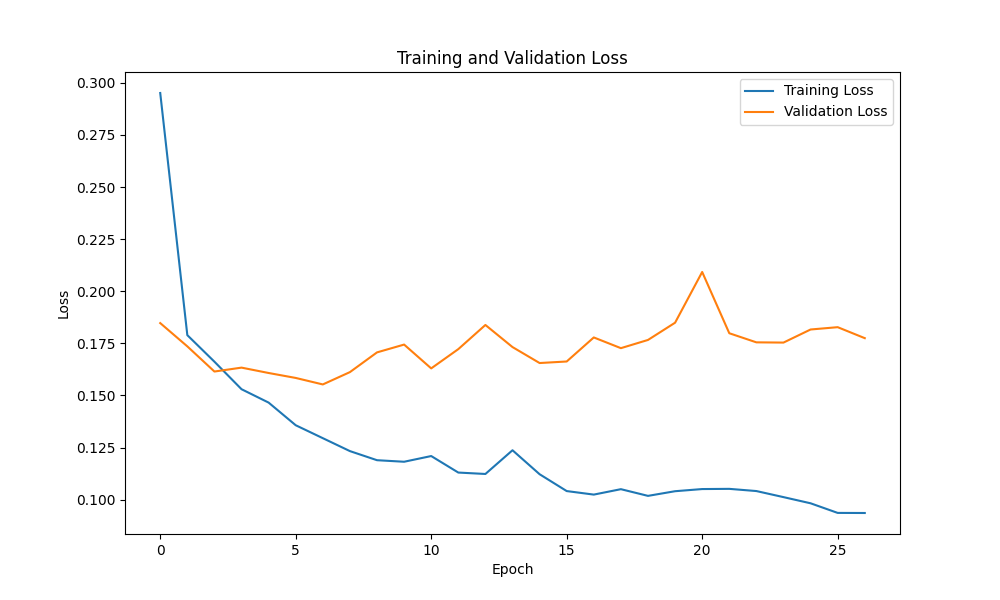 Training and Validation Loss
Training Loss
Validation Loss
0.300
0.275
0.250
0.225
0.200
0.175
0.150
0.125
0.100
Loss
0 5 10 15 20 25
Epoch